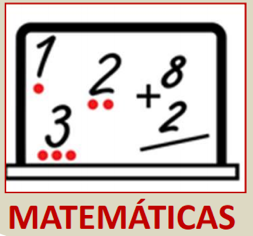 1 2 + 8
3 2
MATEMÁTICAS